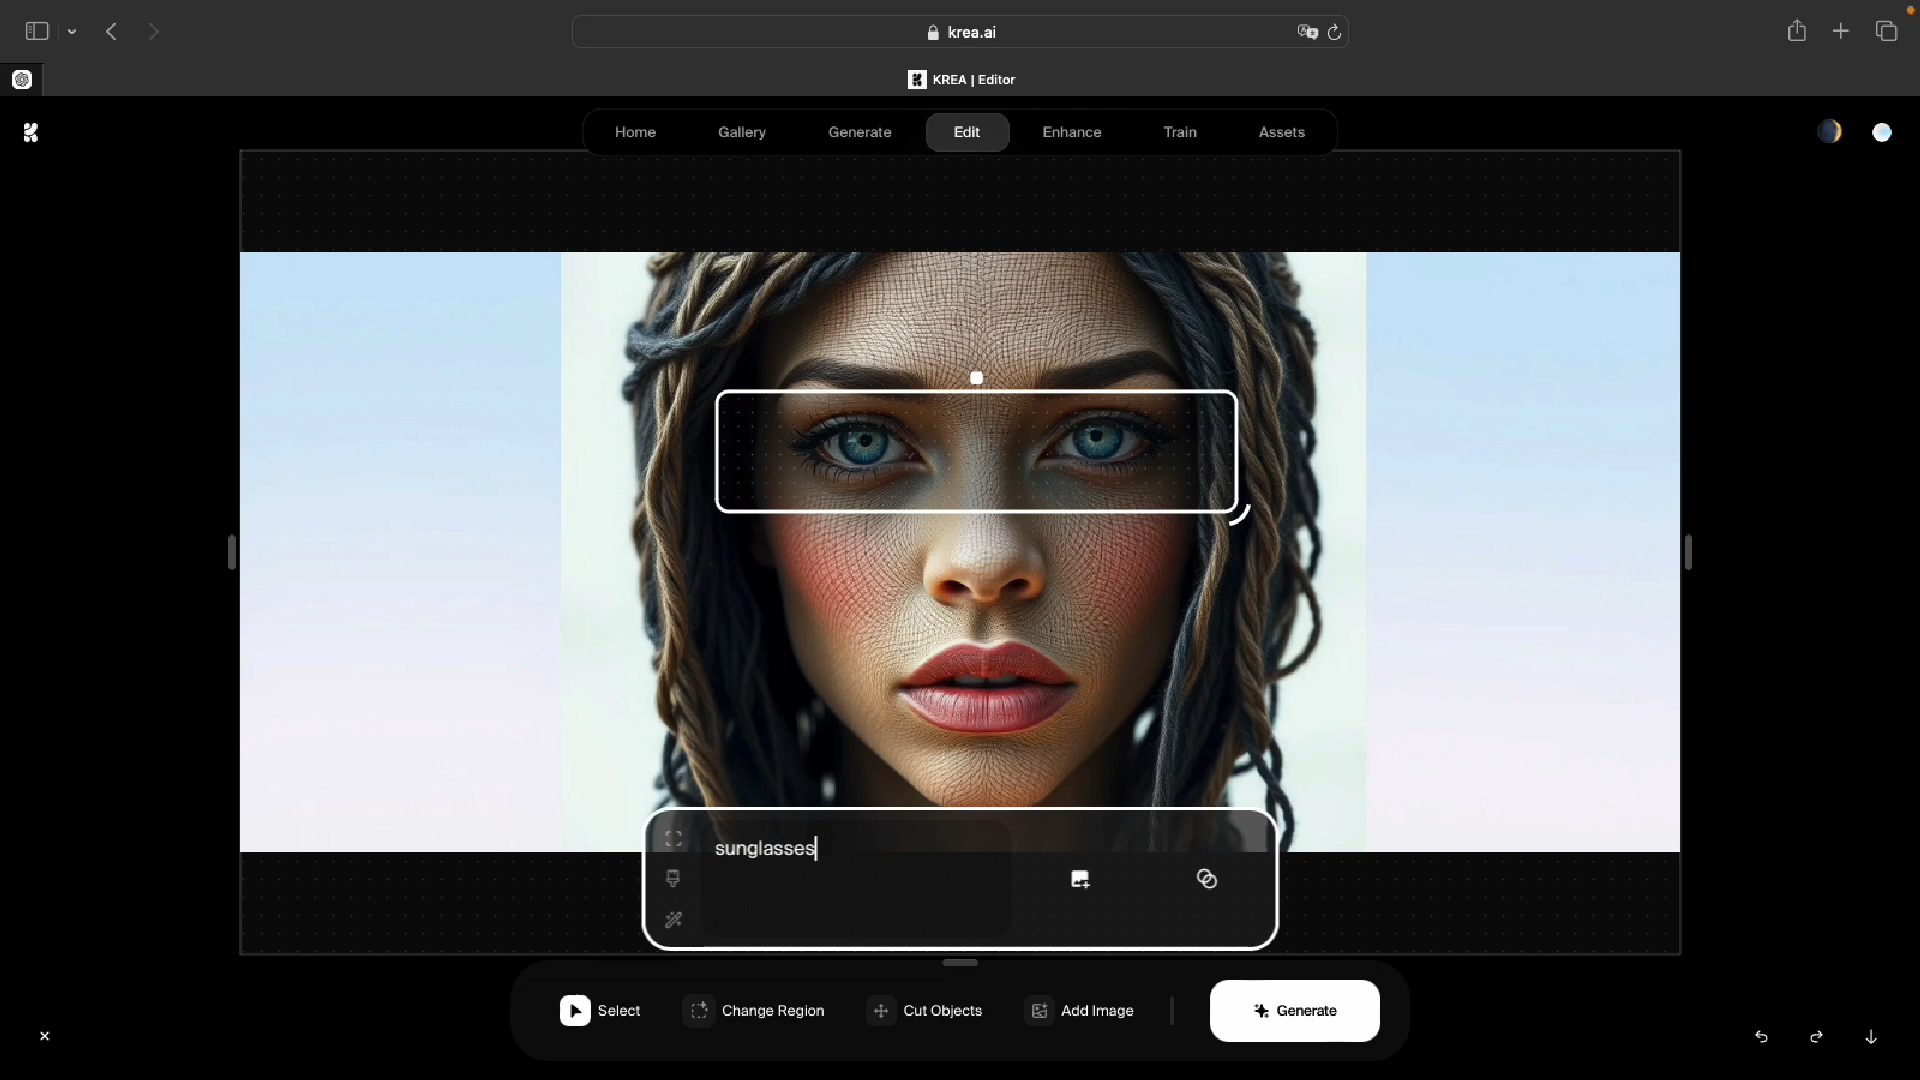 krea.ai
KREA | Editor
Home Gallery Generate Edit Enhance Train Assets
sunglasses
Select Change Region Cut Objects Add Image Generate